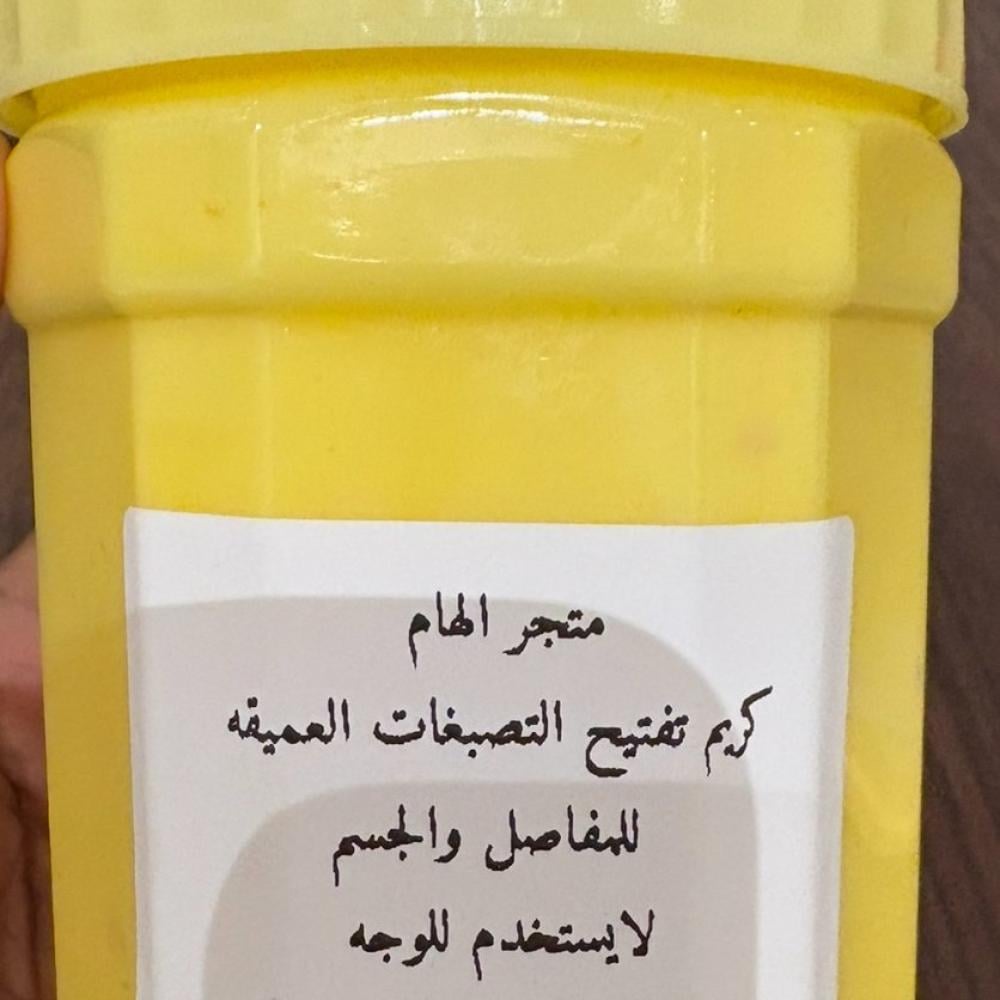 متجر الهام
كريم تفتيح التصبغات العميقه
للمفاصل والجسم
لايستخدم للوجه